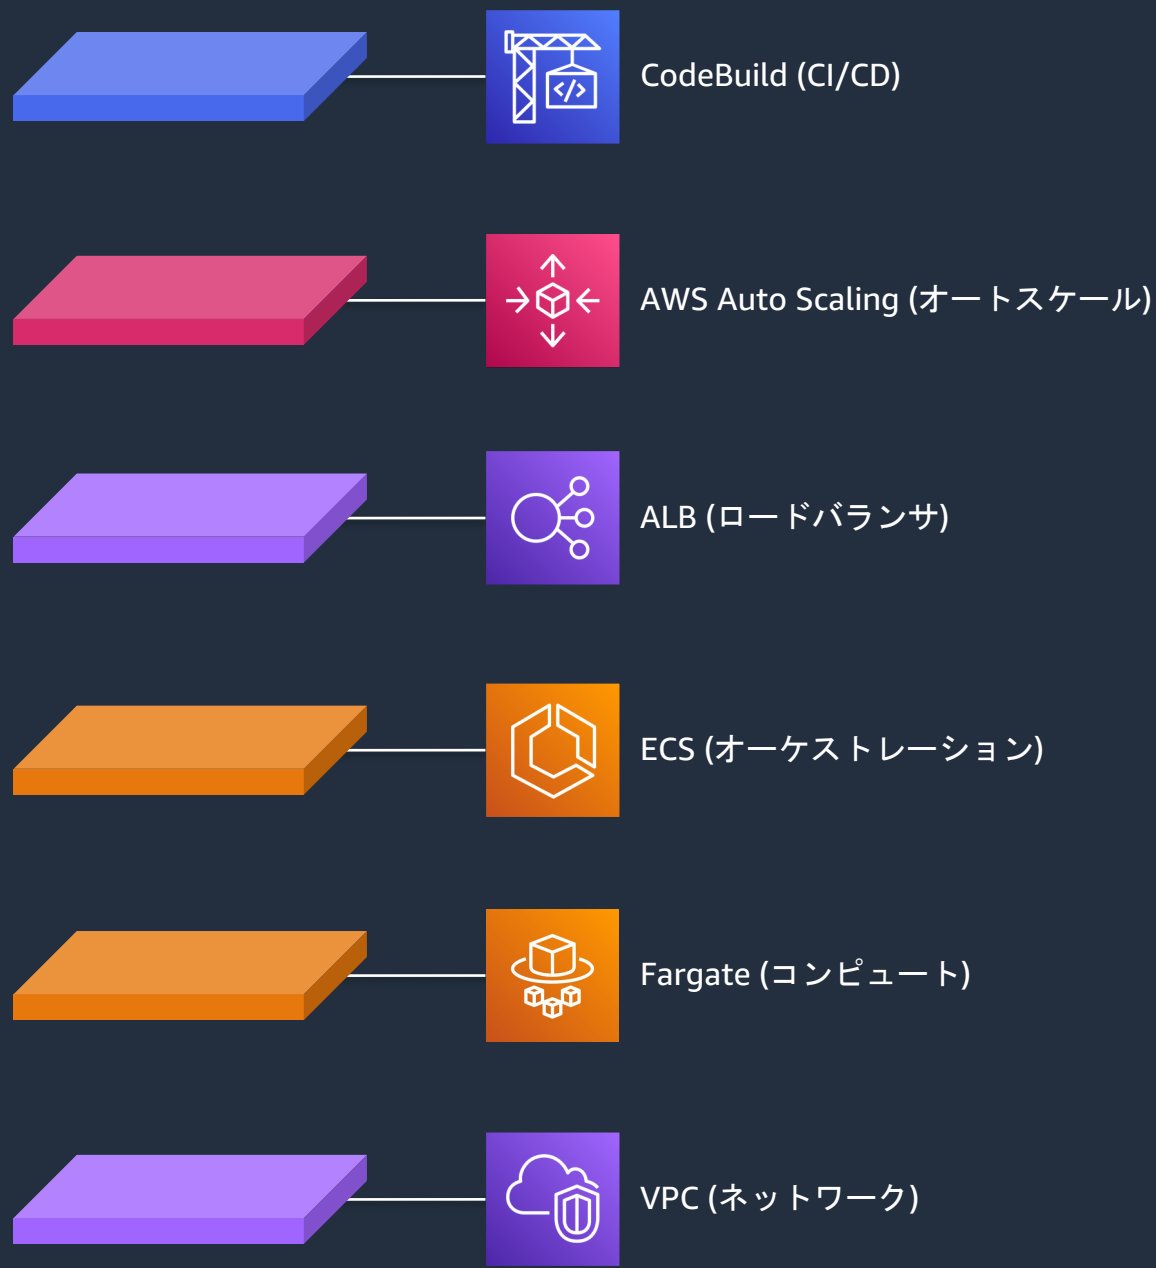 CodeBuild (CI/CD)
AWS Auto Scaling (オートスケール)
ALB (ロードバランサ)
ECS (オーケストレーション)
Fargate (コンピュート)
VPC (ネットワーク)